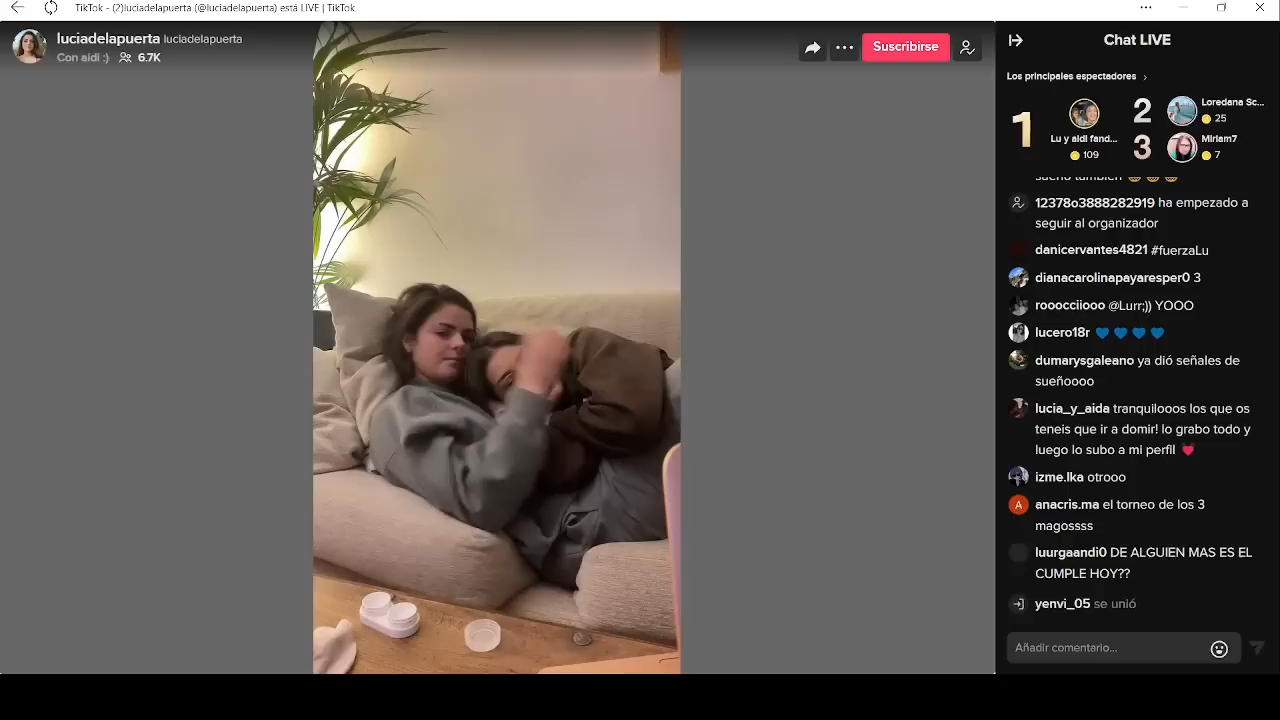 TikTok - (2)luciadelapuerta (@luciadelapuerta) está LIVE | TikTok
luciadelapuerta luciadelapuerta
Con aidi :) 6.7K
Suscribirse
Chat LIVE
Los principales espectadores
1 Lu y aidi fand... 109
2 Loredana Sc... 25
3 Miriam7 7
sueño también
12378o3888282919 ha empezado a
seguir al organizador
danicervantes4821 #fuerzaLu
dianacarolinapayaresper0 3
rooocciiooo @Lurr;)) YOOO
lucero18r 💙 💙 💙 💙
dumarysgaleano ya dió señales de
sueñoooo
lucia_y_aida tranquilooos los que os
teneis que ir a domir! lo grabo todo y
luego lo subo a mi perfil 💗
izme.lka otrooo
A anacris.ma el torneo de los 3
magossss
luurgaandi0 DE ALGUIEN MAS ES EL
CUMPLE HOY??
yenvi_05 se unió
Añadir comentario...